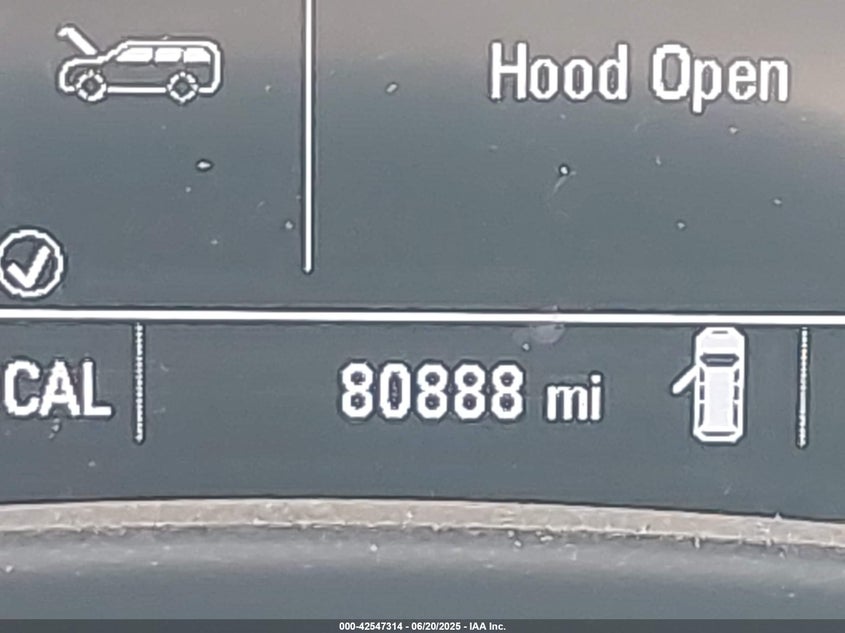 Hood Open
CAL
80888 mi
000-42547314 - 06/20/2025 - IAA Inc.